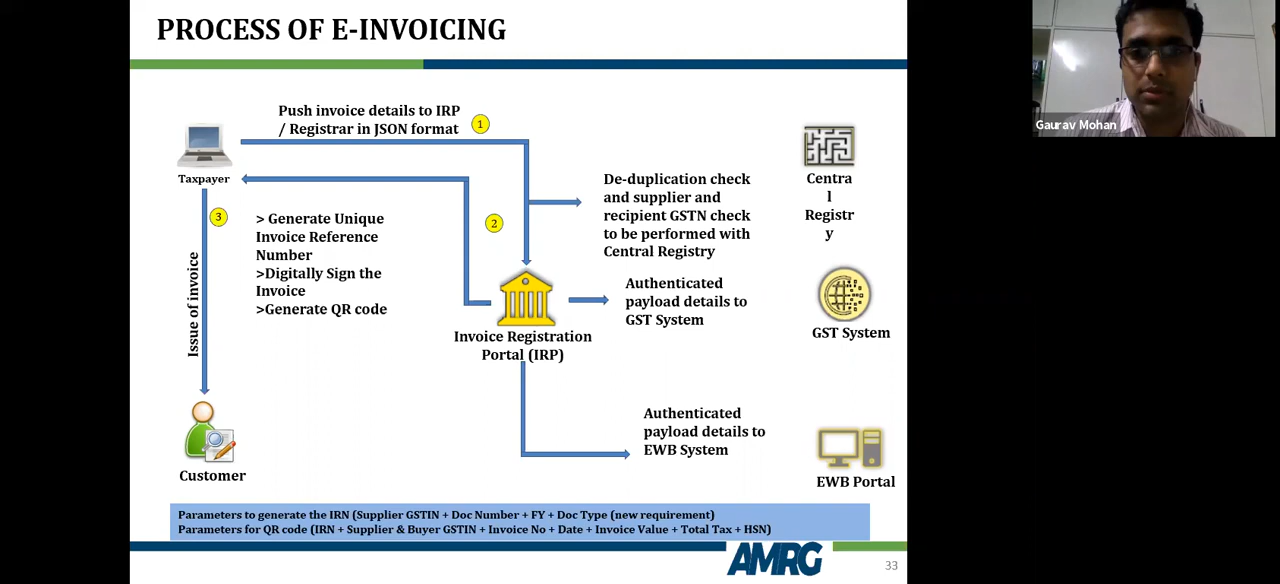 PROCESS OF E-INVOICING
Gaurav Mohan
Push invoice details to IRP
/ Registrar in JSON format
1
Taxpayer
De-duplication check
and supplier and
recipient GSTN check
to be performed with
Central Registry
Centra
l
Registr
y
3
> Generate Unique
Invoice Reference
Number
>Digitally Sign the
Invoice
>Generate QR code
2
Issue of invoice
Authenticated
payload details to
GST System
GST System
Invoice Registration
Portal (IRP)
Authenticated
payload details to
EWB System
EWB Portal
Customer
Parameters to generate the IRN (Supplier GSTIN + Doc Number + FY + Doc Type (new requirement)
Parameters for QR code (IRN + Supplier & Buyer GSTIN + Invoice No + Date + Invoice Value + Total Tax + HSN)
AMRG
33